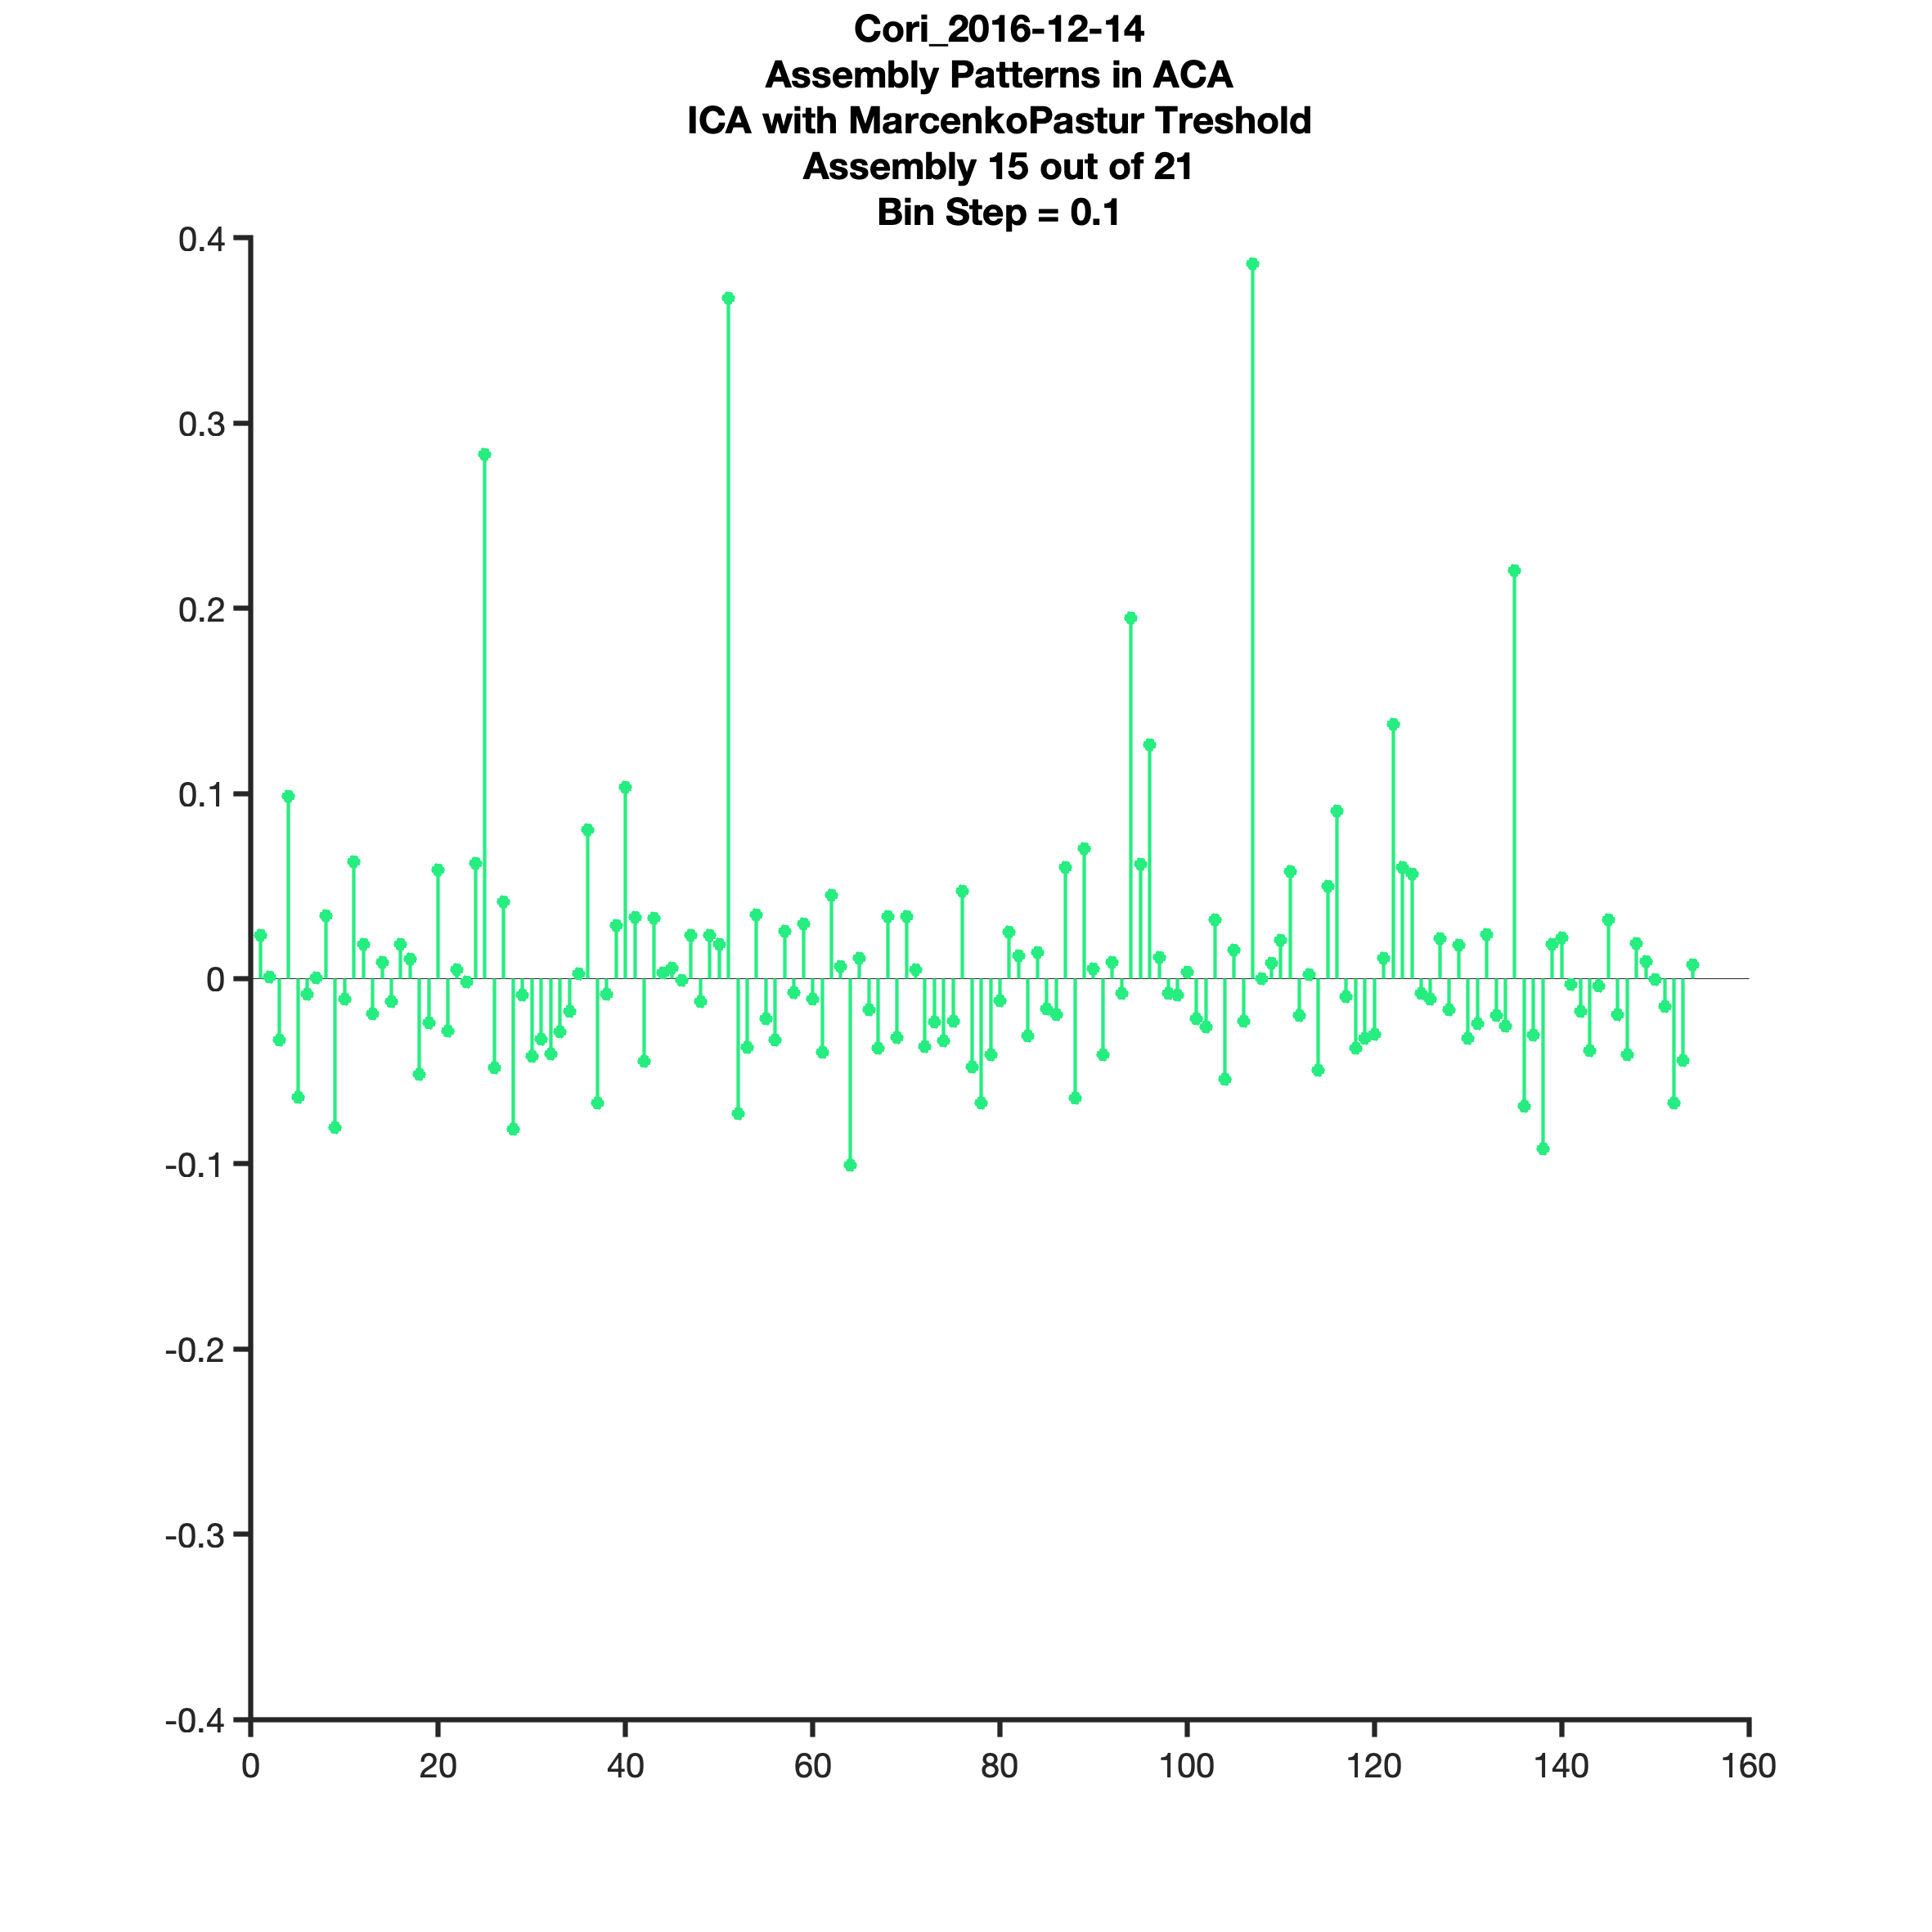 Cori_2016-12-14
Assembly Patterns in ACA
ICA with MarcenkoPastur Treshold
Assembly 15 out of 21
Bin Step = 0.1
0.4
0.3
0.2
0.1
0
-0.1
-0.2
-0.3
-0.4
0 20 40 60 80 100 120 140 160